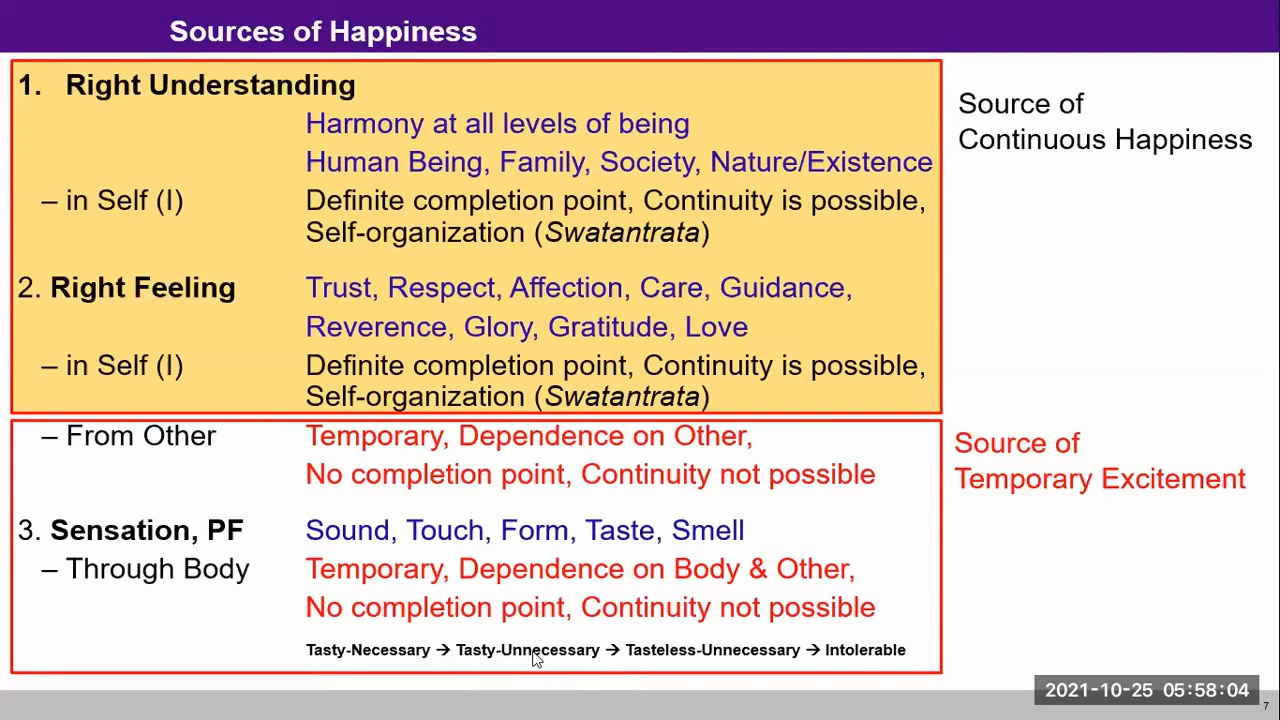 Sources of Happiness
1. Right Understanding
Harmony at all levels of being
Human Being, Family, Society, Nature/Existence
– in Self (I) Definite completion point, Continuity is possible,
Self-organization (Swatantrata)
Source of
Continuous Happiness
2. Right Feeling Trust, Respect, Affection, Care, Guidance,
Reverence, Glory, Gratitude, Love
– in Self (I) Definite completion point, Continuity is possible,
Self-organization (Swatantrata)
– From Other Temporary, Dependence on Other,
No completion point, Continuity not possible
Source of
Temporary Excitement
3. Sensation, PF Sound, Touch, Form, Taste, Smell
– Through Body Temporary, Dependence on Body & Other,
No completion point, Continuity not possible
Tasty-Necessary → Tasty-Unnecessary → Tasteless-Unnecessary → Intolerable
2021-10-25 05:58:04
7